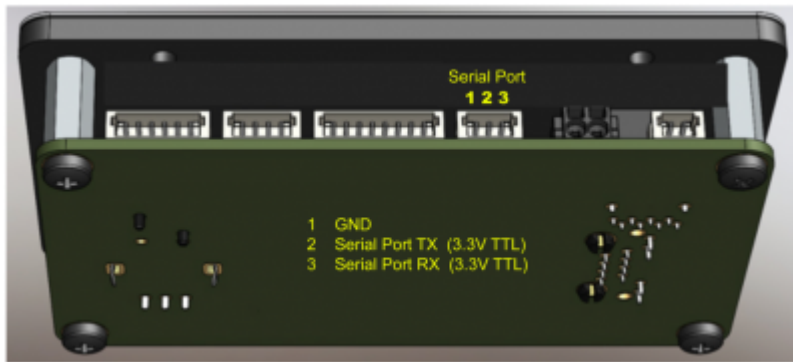 Serial Port
1 2 3
1 GND
2 Serial Port TX (3.3V TTL)
3 Serial Port RX (3.3V TTL)